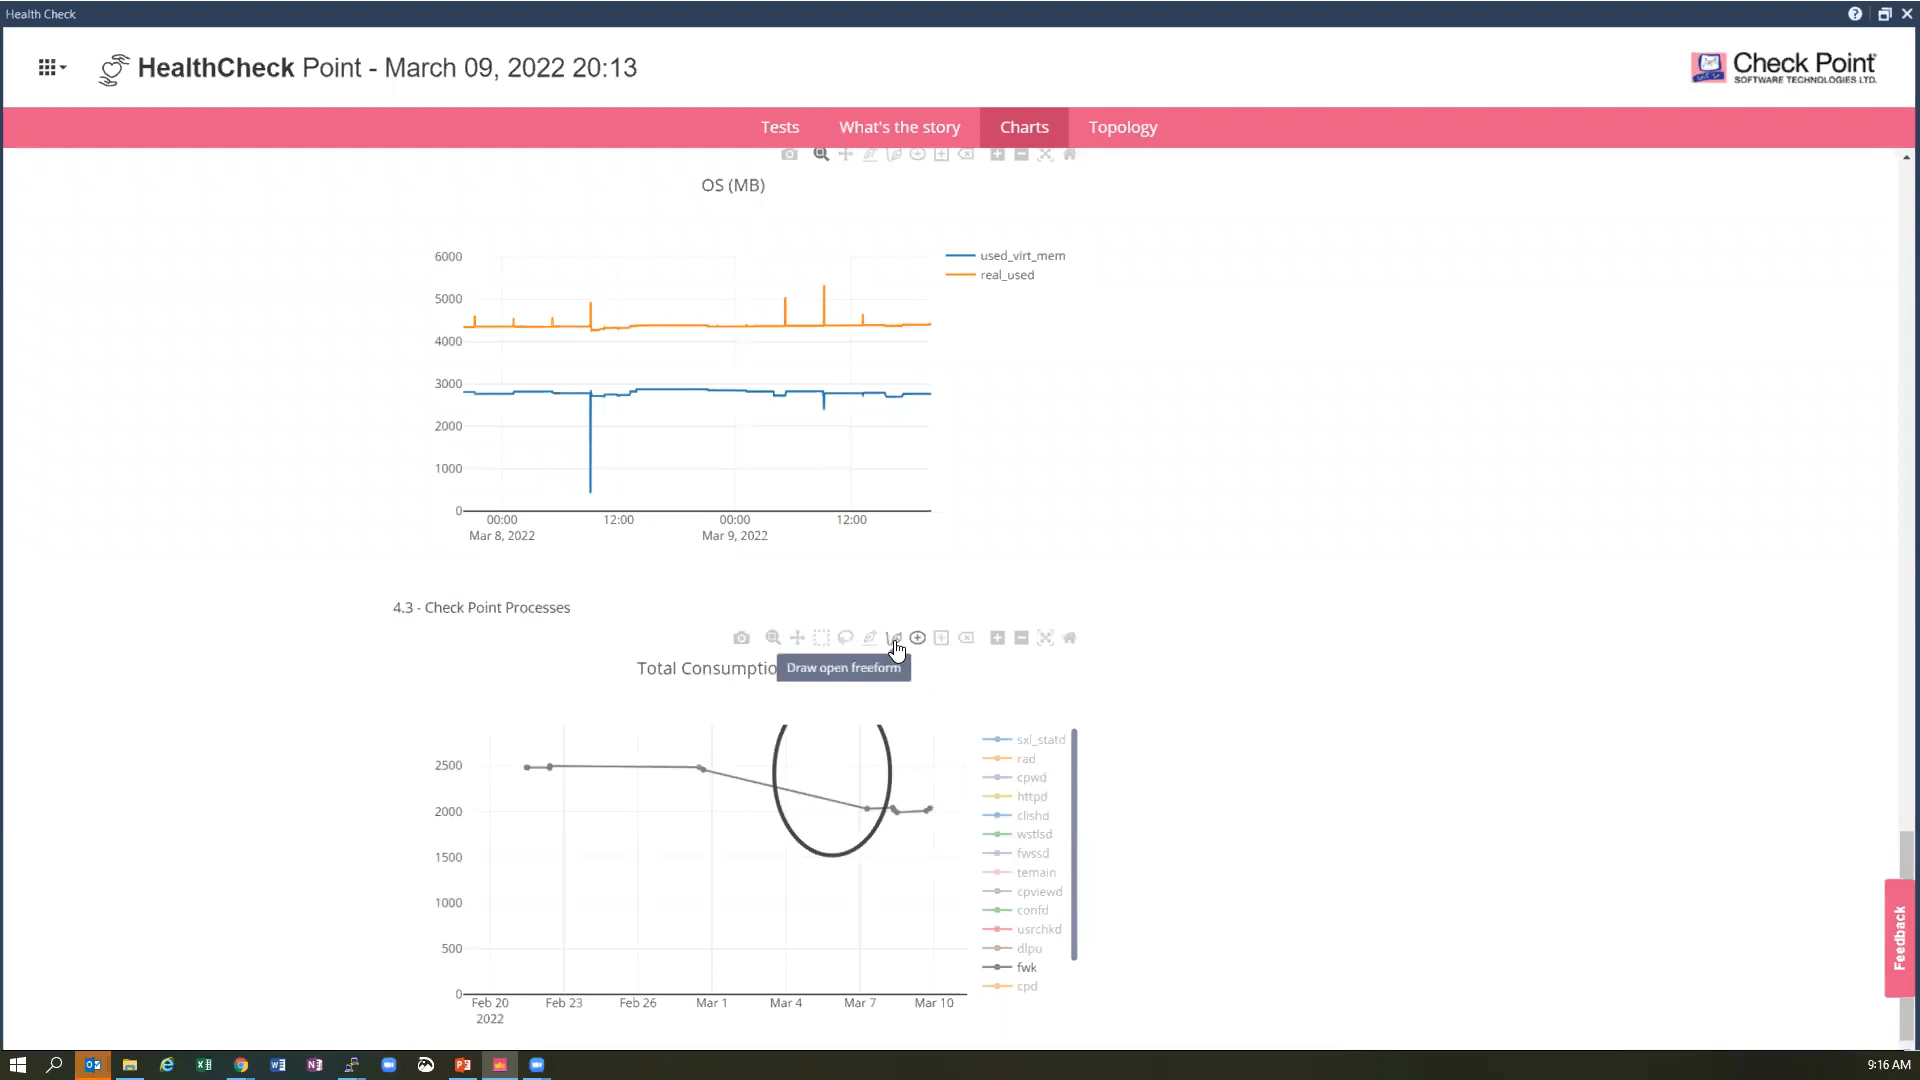 Health Check
HealthCheck Point - March 09, 2022 20:13
Check Point
SOFTWARE TECHNOLOGIES LTD.
Tests What's the story Charts Topology
OS (MB)
6000
5000
4000
3000
2000
1000
0
00:00 12:00 00:00 12:00
Mar 8, 2022 Mar 9, 2022
used_virt_mem
real_used
4.3 - Check Point Processes
Total Consumptio
Draw open freeform
2500
2000
1500
1000
500
0
Feb 20 Feb 23 Feb 26 Mar 1 Mar 4 Mar 7 Mar 10
2022
sxl_statd
rad
cpwd
httpd
clishd
wstlsd
fwssd
temain
cpviewd
confd
usrchkd
dlpu
fwk
cpd
Feedback
9:16 AM